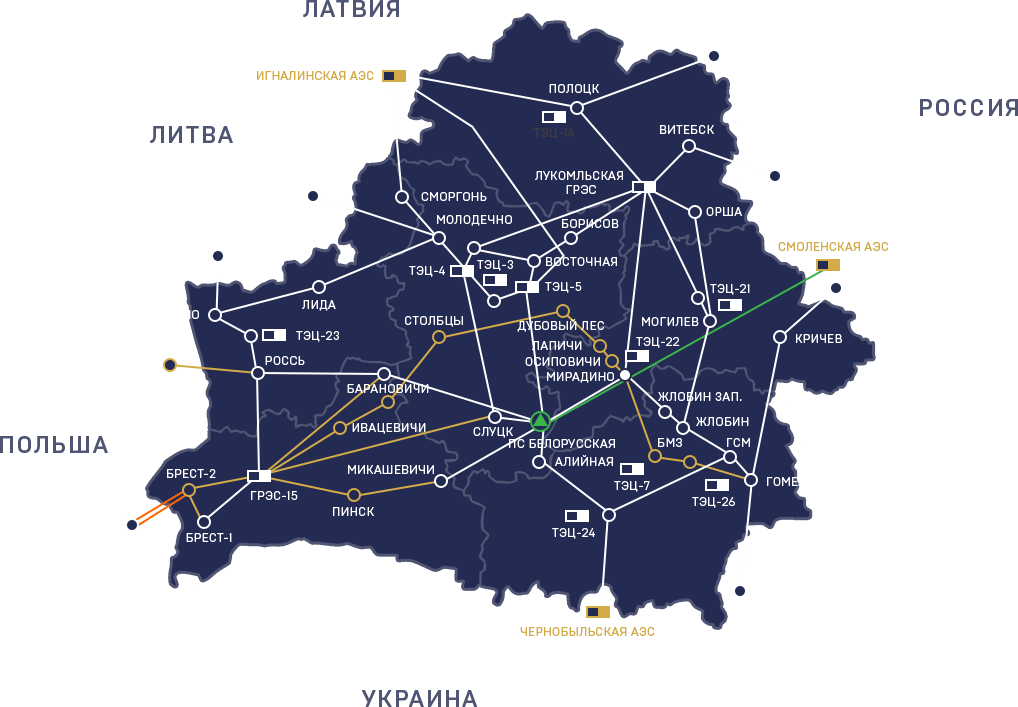 ЛАТВИЯ
ИГНАЛИНСКАЯ АЭС
ПОЛОЦК
РОССИЯ
ТЭЦ-14
ЛИТВА
ВИТЕБСК
ЛУКОМЛЬСКАЯ
ГРЭС
СМОРГОНЬ
МОЛОДЕЧНО
БОРИСОВ
ОРША
СМОЛЕНСКАЯ АЭС
ТЭЦ-4
ТЭЦ-3
ВОСТОЧНАЯ
ТЭЦ-5
ТЭЦ-21
ЛИДА
НО
СТОЛБЦЫ
ДУБОВЫЙ ЛЕС
МОГИЛЕВ
ТЭЦ-23
ЛАПИЧИ
ТЭЦ-22
КРИЧЕВ
РОССЬ
ОСИПОВИЧИ
МИРАДИНО
БАРАНОВИЧИ
ЖЛОБИН ЗАП.
ИВАЦЕВИЧИ
СЛУЦК
ЖЛОБИН
ПОЛЬША
ПС БЕЛОРУССКАЯ
БМЗ
ГСМ
МИКАШЕВИЧИ
АЛИЙНАЯ
БРЕСТ-2
ГОМЕ
ТЭЦ-7
ГРЭС-15
ТЭЦ-26
ПИНСК
БРЕСТ-1
ТЭЦ-24
ЧЕРНОБЫЛЬСКАЯ АЭС
УКРАИНА